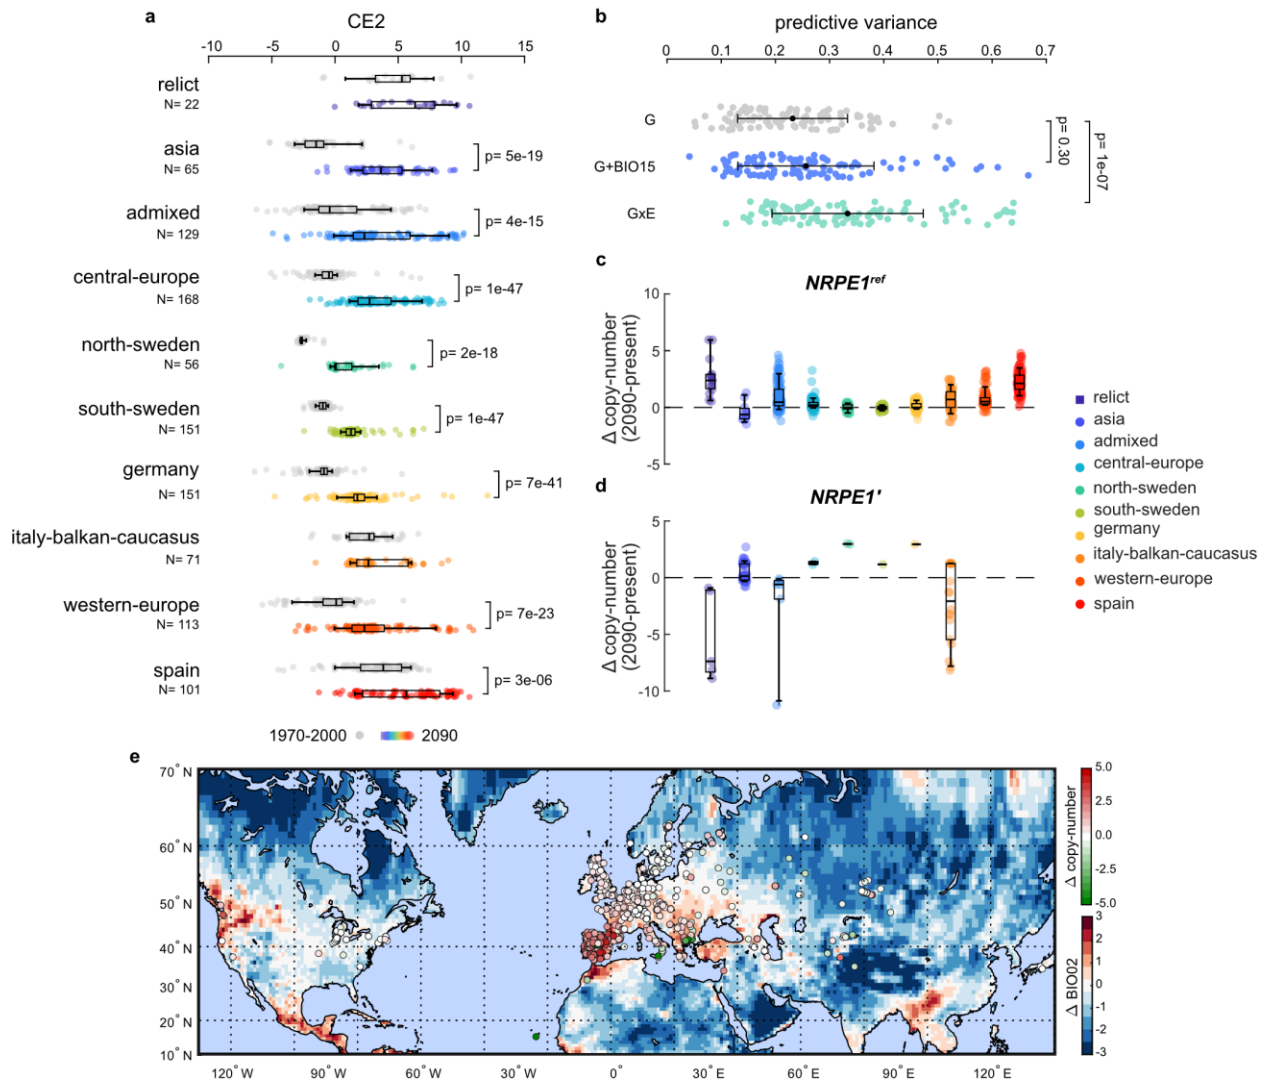 a
CE2
-10 -5 0 5 10 15
relict
N= 22
asia
N= 65
p= 5e-19
admixed
N= 129
p= 4e-15
central-europe
N= 168
p= 1e-47
north-sweden
N= 56
p= 2e-18
south-sweden
N= 151
p= 1e-47
germany
N= 151
p= 7e-41
italy-balkan-caucasus
N= 71
western-europe
N= 113
p= 7e-23
spain
N= 101
p= 3e-06
1970-2000 2090
b
predictive variance
0 0.1 0.2 0.3 0.4 0.5 0.6 0.7
G
G+BIO15
GxE
p= 0.30
p= 1e-07
c
NRPE1ref
Δ copy-number
(2090-present)
10
5
0
-5
d
NRPE1'
Δ copy-number
(2090-present)
5
0
-5
-10
relict
asia
admixed
central-europe
north-sweden
south-sweden
germany
italy-balkan-caucasus
western-europe
spain
e
70° N
60° N
50° N
40° N
30° N
20° N
10° N
120° W 90° W 60° W 30° W 0° 30° E 60° E 90° E 120° E
5.0
2.5
0.0
-2.5
-5.0
Δ copy-number
3
2
1
0
-1
-2
-3
Δ BIO02